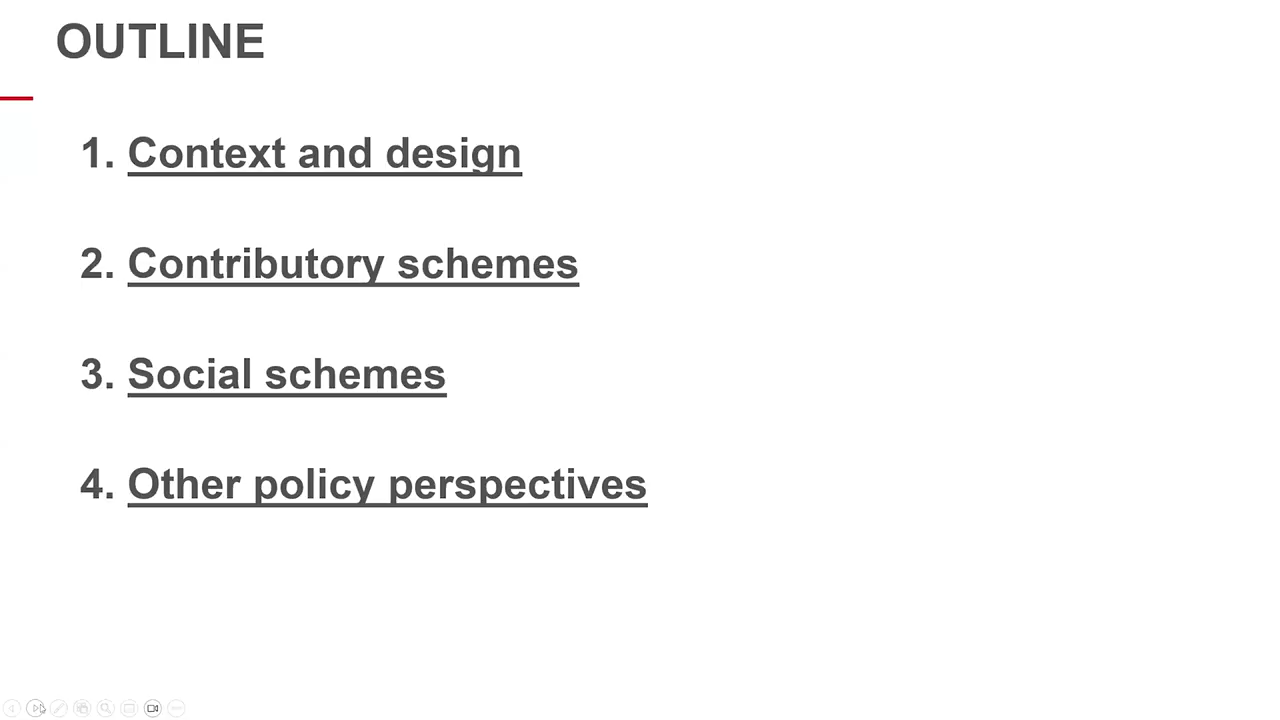 OUTLINE
1. Context and design
2. Contributory schemes
3. Social schemes
4. Other policy perspectives